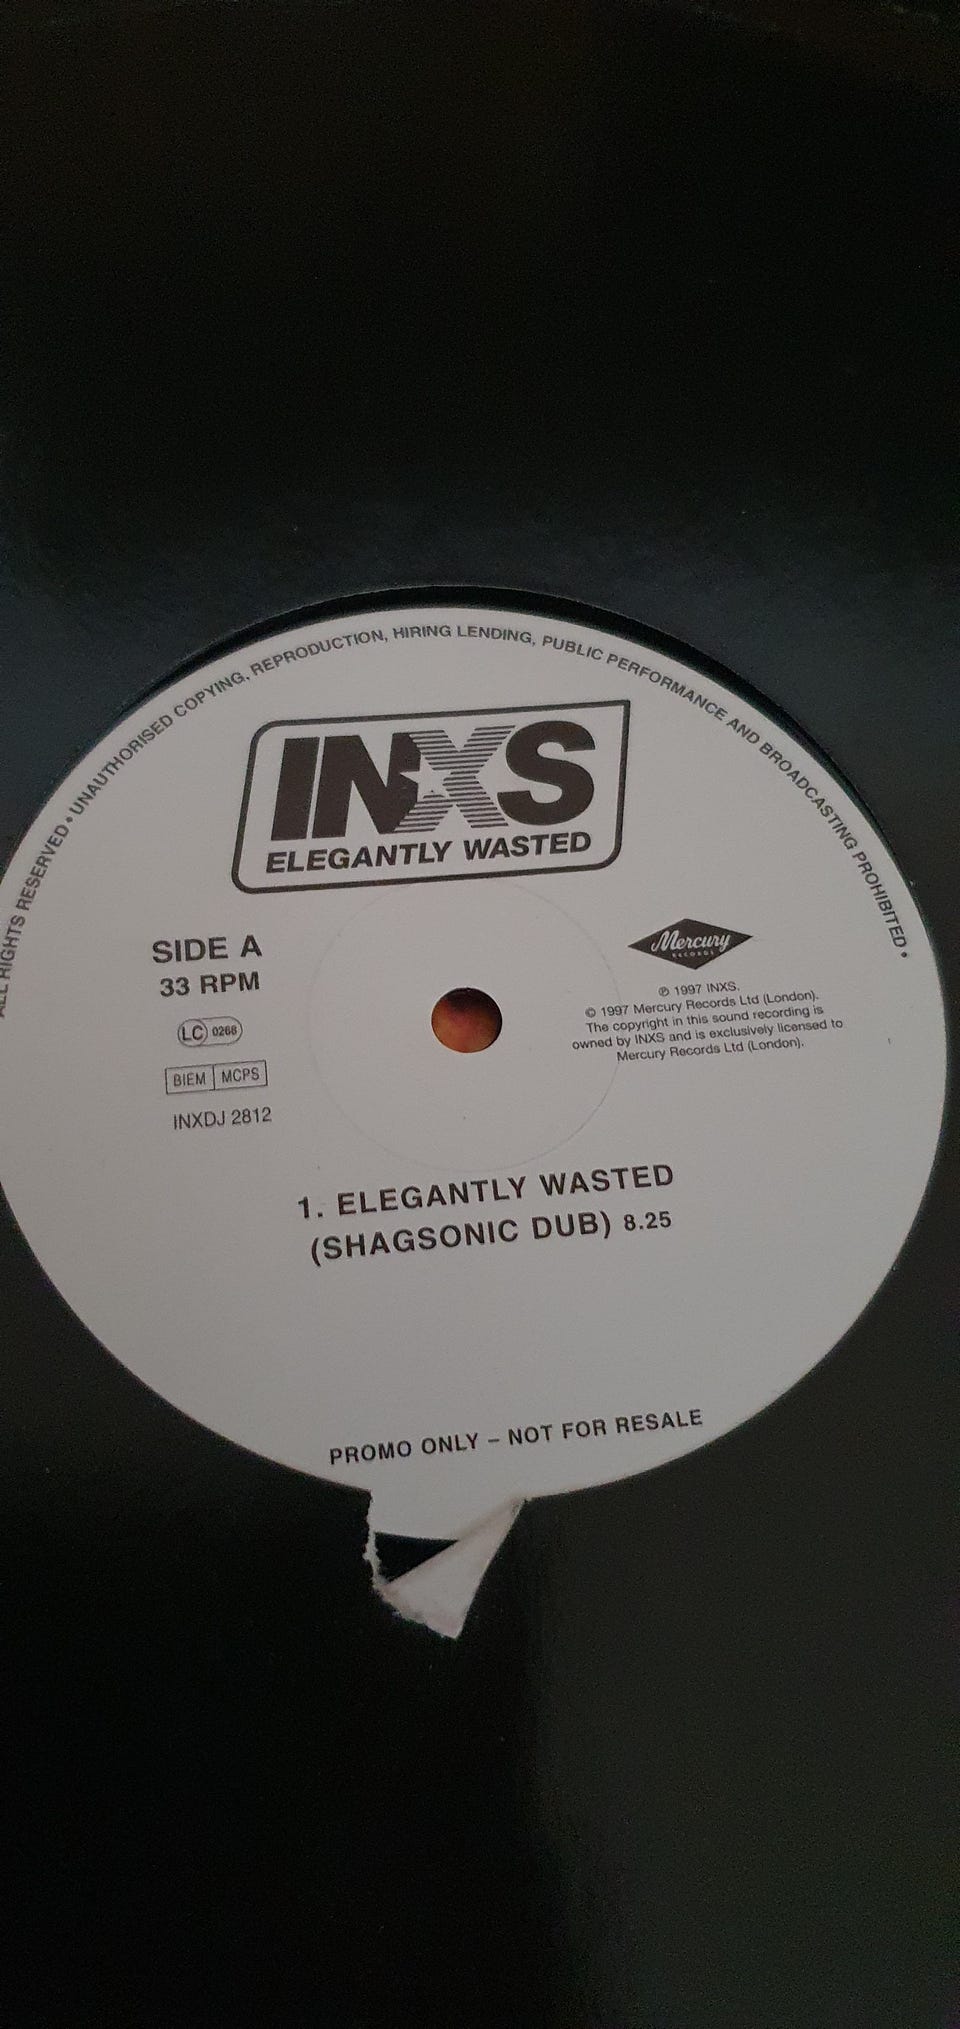 ALL RIGHTS RESERVED • UNAUTHORISED COPYING, REPRODUCTION, HIRING LENDING, PUBLIC PERFORMANCE AND BROADCASTING PROHIBITED •
INXS
ELEGANTLY WASTED
SIDE A
33 RPM
LC 0268
BIEM MCPS
INXDJ 2812
Mercury
RECORDS
℗ 1997 INXS.
© 1997 Mercury Records Ltd (London).
The copyright in this sound recording is
owned by INXS and is exclusively licensed to
Mercury Records Ltd (London).
1. ELEGANTLY WASTED
(SHAGSONIC DUB) 8.25
PROMO ONLY – NOT FOR RESALE